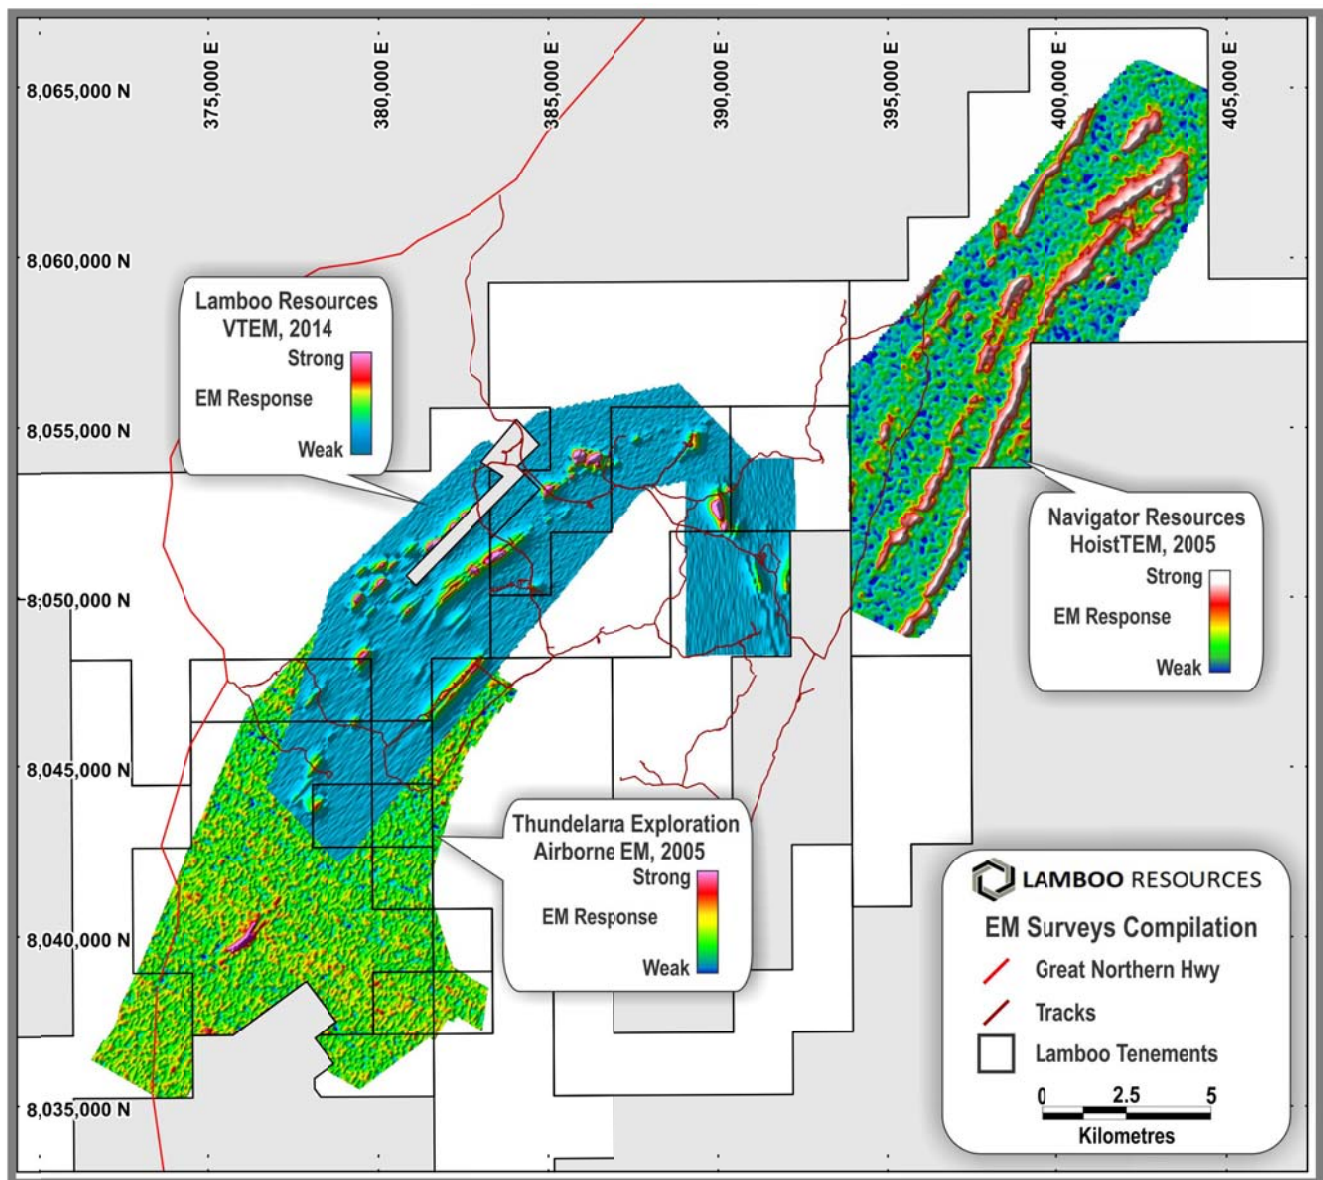 375,000 E
380,000 E
385,000 E
390,000 E
395,000 E
400,000 E
405,000 E
8,065,000 N
8,060,000 N
8,055,000 N
8,050,000 N
8,045,000 N
8,040,000 N
8,035,000 N
Lamboo Resources
VTEM, 2014
Strong
EM Response
Weak
Navigator Resources
HoistTEM, 2005
Strong
EM Response
Weak
Thundelarra Exploration
Airborne EM, 2005
Strong
EM Response
Weak
LAMBOO RESOURCES
EM Surveys Compilation
Great Northern Hwy
Tracks
Lamboo Tenements
0 2.5 5
Kilometres